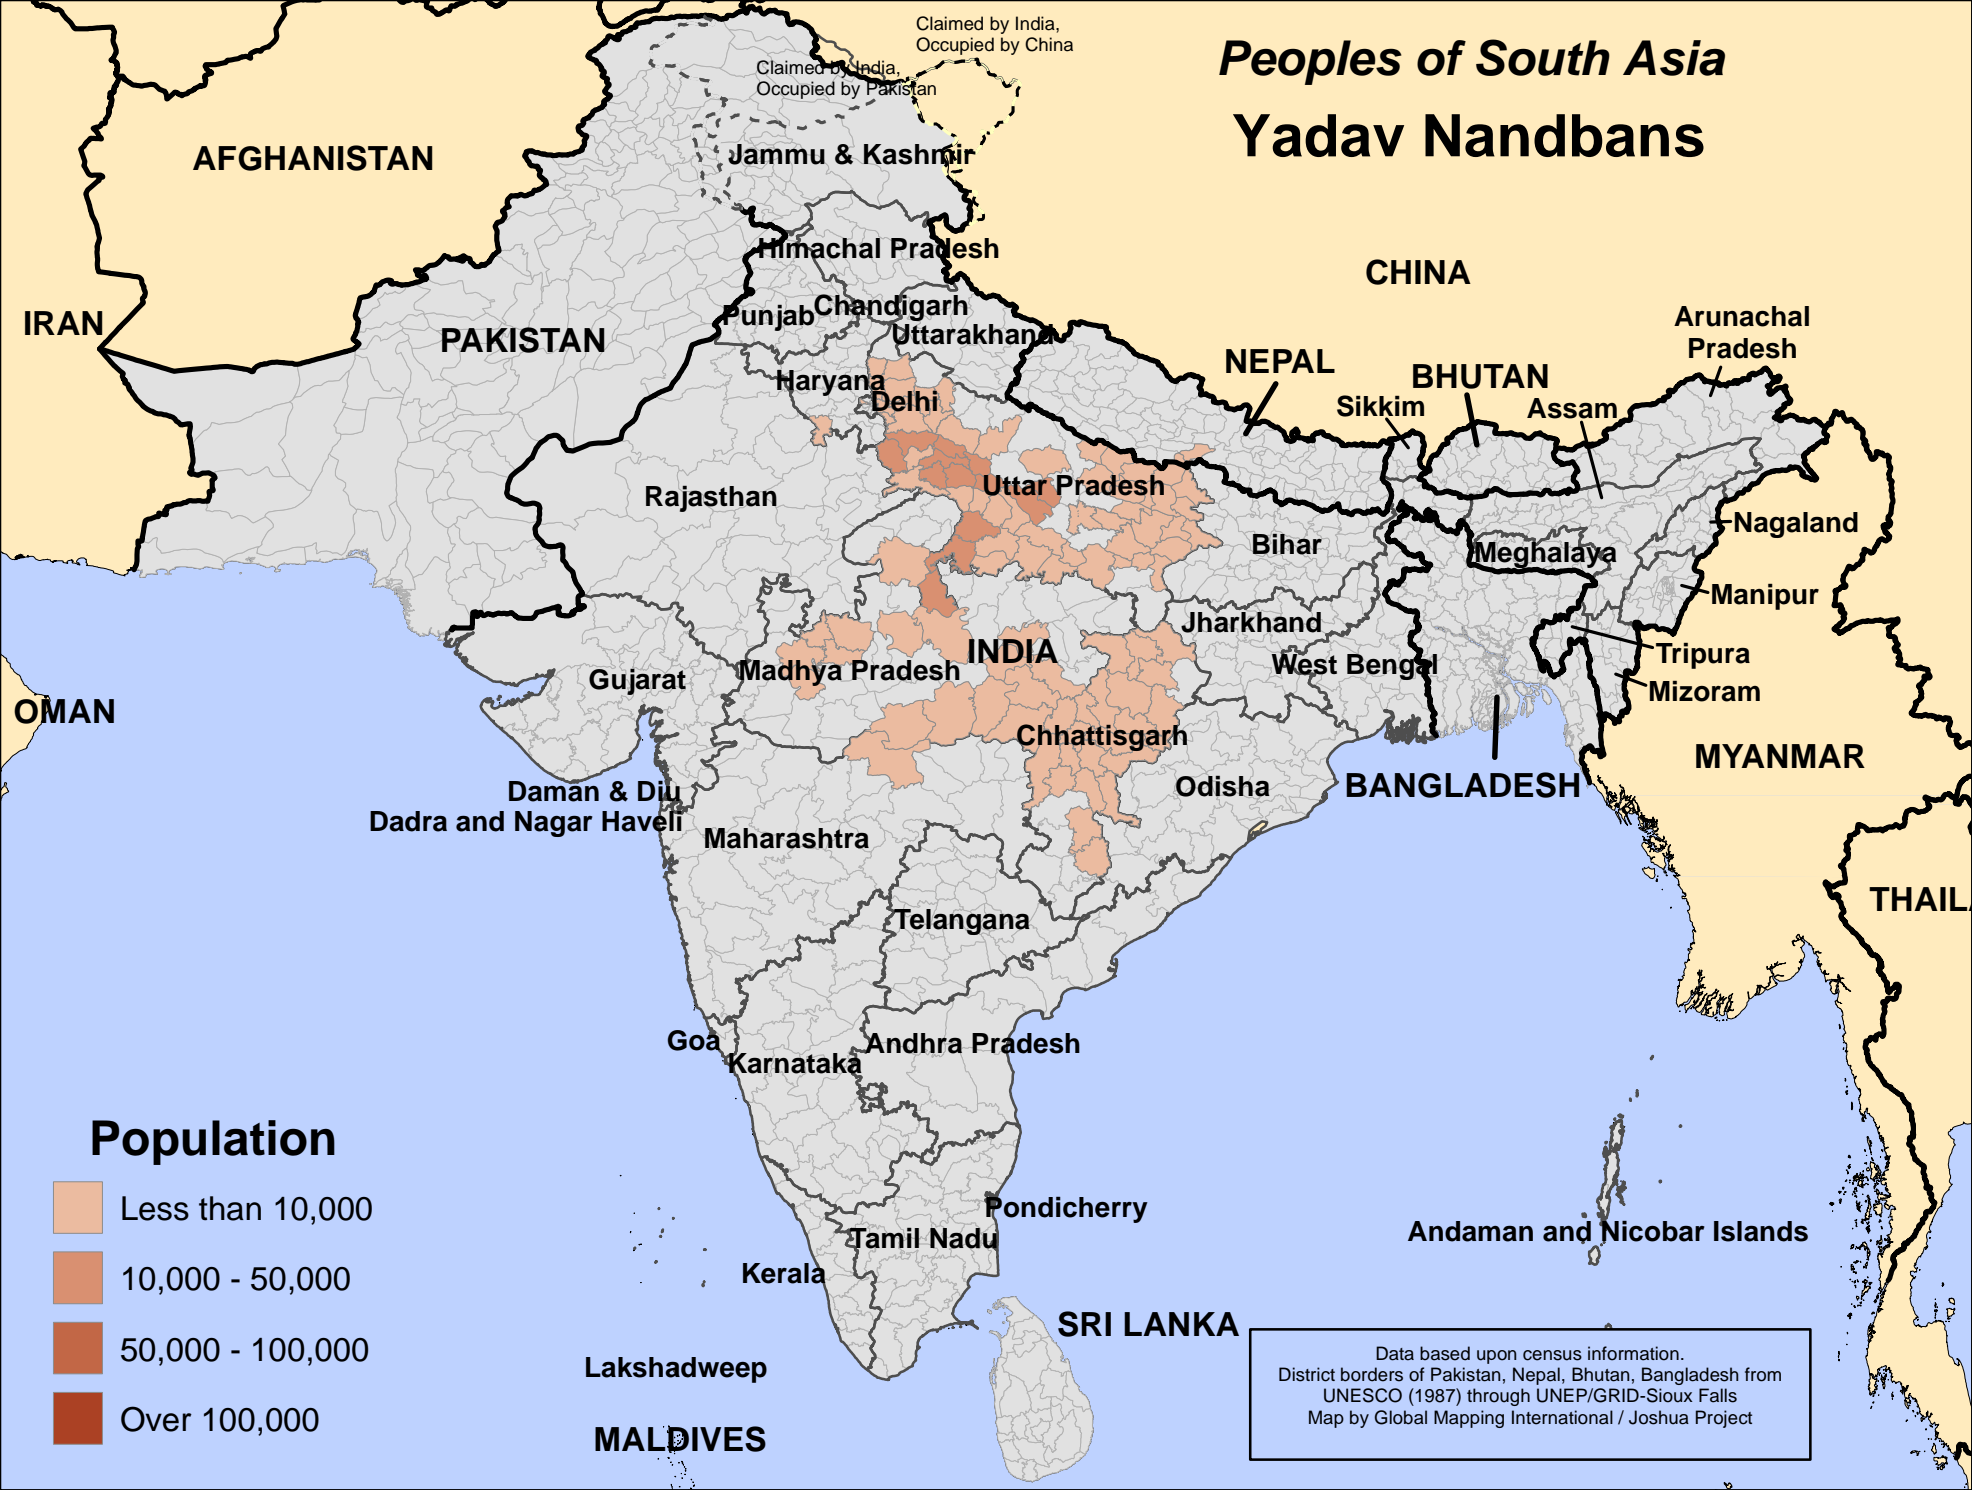 Claimed by India,
Occupied by China
Peoples of South Asia
Yadav Nandbans
Claimed by India,
Occupied by Pakistan
AFGHANISTAN
Jammu & Kashmir
Himachal Pradesh
CHINA
IRAN
PAKISTAN
Punjab
Chandigarh
Uttarakhand
Arunachal
Pradesh
NEPAL
BHUTAN
Haryana
Delhi
Sikkim
Assam
Rajasthan
Uttar Pradesh
Nagaland
Bihar
Meghalaya
Manipur
Jharkhand
INDIA
Tripura
West Bengal
Madhya Pradesh
Gujarat
Mizoram
OMAN
Chhattisgarh
MYANMAR
Odisha
BANGLADESH
Daman & Diu
Dadra and Nagar Haveli
Maharashtra
THAIL
Telangana
Goa
Andhra Pradesh
Karnataka
Population
Less than 10,000
10,000 - 50,000
50,000 - 100,000
Over 100,000
Pondicherry
Tamil Nadu
Andaman and Nicobar Islands
Kerala
SRI LANKA
Lakshadweep
MALDIVES
Data based upon census information.
District borders of Pakistan, Nepal, Bhutan, Bangladesh from
UNESCO (1987) through UNEP/GRID-Sioux Falls
Map by Global Mapping International / Joshua Project